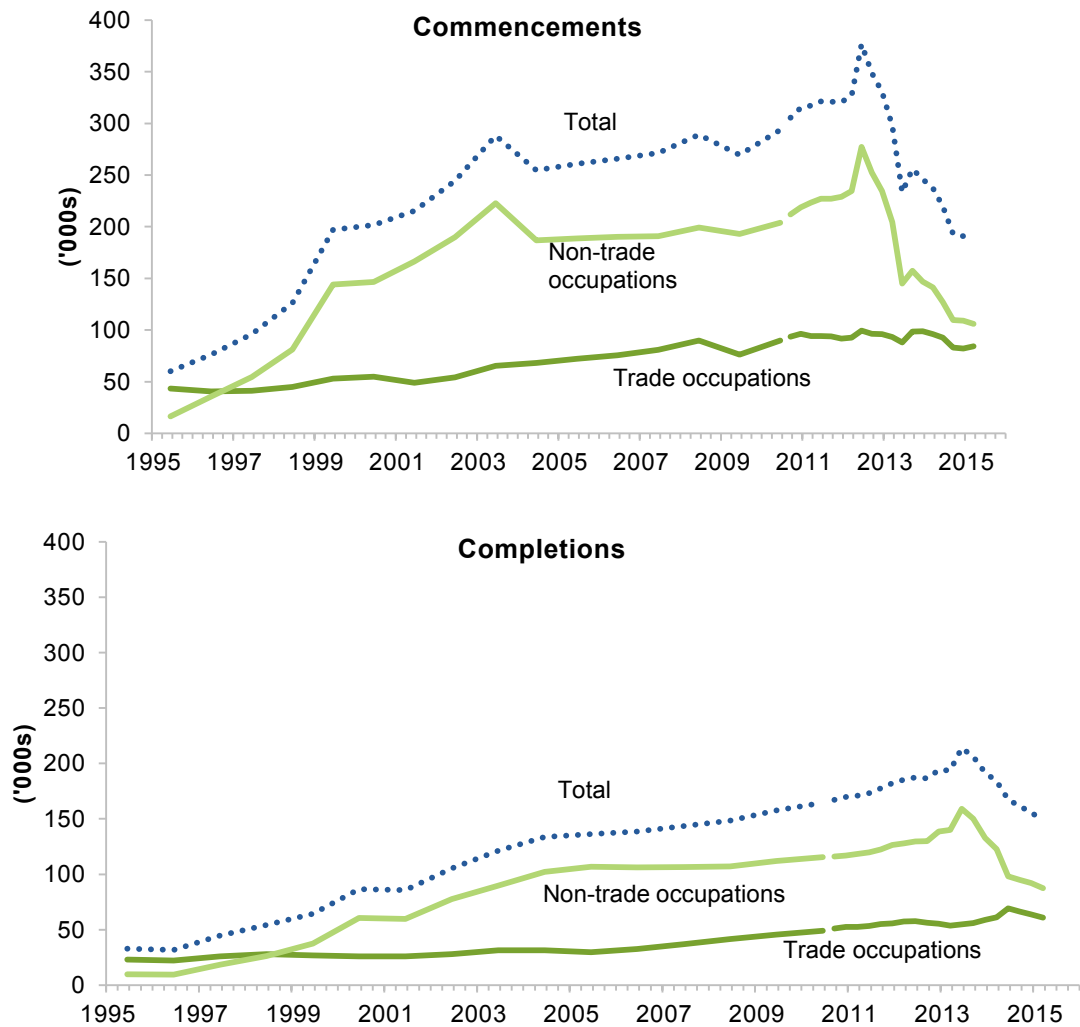 Commencements
400
350
300
250
200
150
100
50
0
('000s)
Total
Non-trade
occupations
Trade occupations
1995 1997 1999 2001 2003 2005 2007 2009 2011 2013 2015
Completions
400
350
300
250
200
150
100
50
0
('000s)
Total
Non-trade occupations
Trade occupations
1995 1997 1999 2001 2003 2005 2007 2009 2011 2013 2015